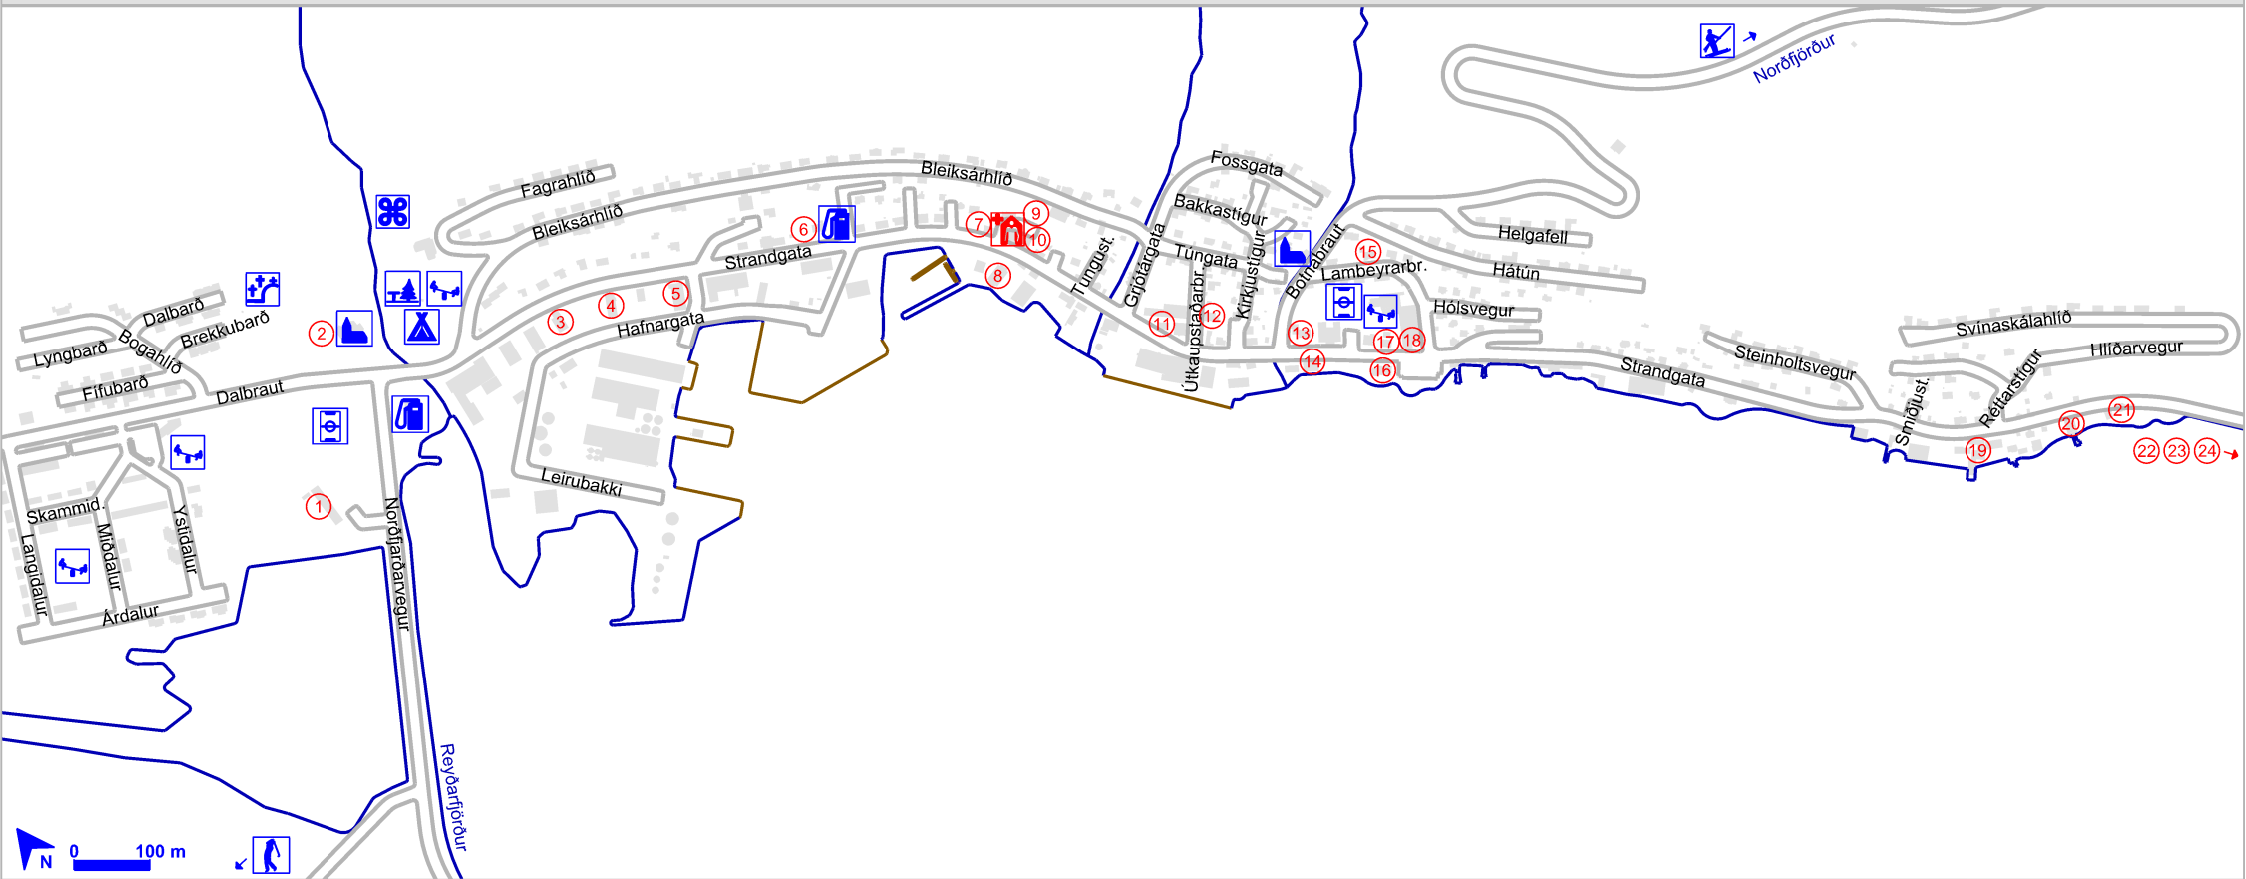 Norðfjörður
Fossgata
Bleiksárhlíð
Fagrahlíð
Bakkastígur
Bleiksárhlíð
9
7
10
6
Strandgata
8
Tungust.
Grjótárgata
Túngata
Kirkjustígur
Botnabraut
15
Lambeyrarbr.
Helgafell
Hátún
Hólsvegur
Útkaupstaðarbr.
11
12
13
14
17
18
16
5
4
3
Hafnargata
2
Dalbarð
Brekkubarð
Bogahlíð
Lyngbarð
Fífubarð
Dalbraut
Strandgata
Steinholtsvegur
Svínaskálahlíð
Hlíðarvegur
Réttarstígur
Smiðjust.
19
20
21
22
23
24
Leirubakki
1
Norðfjarðarvegur
Skammid.
Langidalur
Miðdalur
Ystidalur
Árdalur
Reyðarfjörður
N
0
100 m